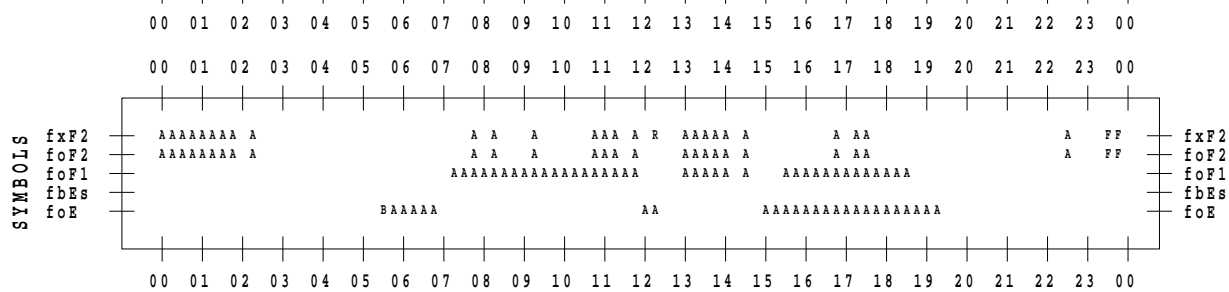 00 01 02 03 04 05 06 07 08 09 10 11 12 13 14 15 16 17 18 19 20 21 22 23 00
00 01 02 03 04 05 06 07 08 09 10 11 12 13 14 15 16 17 18 19 20 21 22 23 00
SYMBOLS
fxF2 AAAAAAAA A A A A AAA A R AAAAA A A AA A FF fxF2
foF2 AAAAAAAA A A A A AAA A AAAAA A A AA A FF foF2
foF1 AAAAAAAAAAAAAAAAAAA AAAAA A AAAAAAAAAAAAA foF1
fbEs fbEs
foE BAAAAA AA AAAAAAAAAAAAAAAAAA foE
00 01 02 03 04 05 06 07 08 09 10 11 12 13 14 15 16 17 18 19 20 21 22 23 00